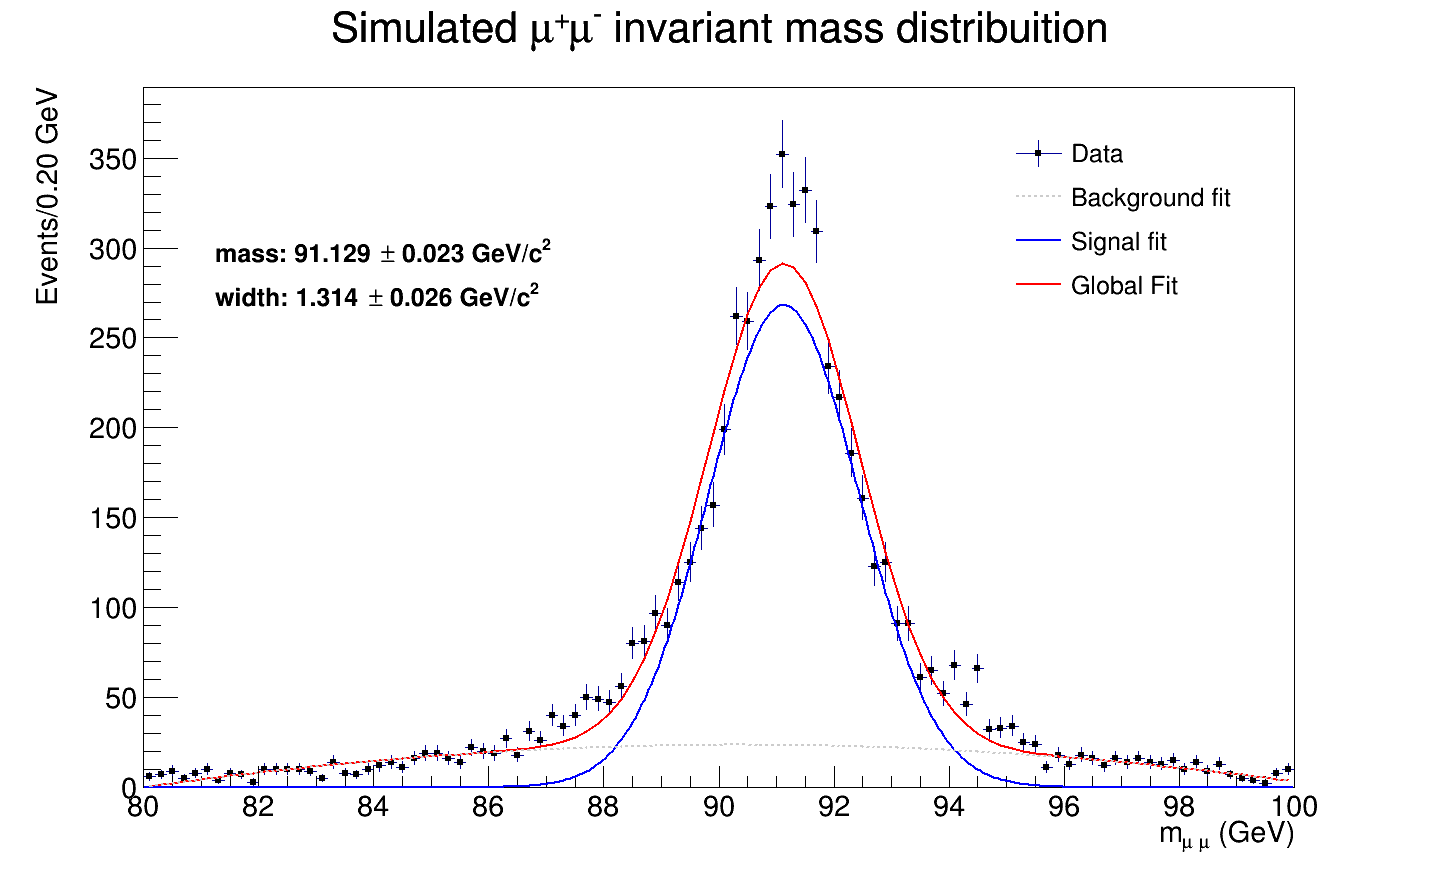 Simulated μ⁺μ⁻ invariant mass distribuition
Events/0.20 GeV
350
300
250
200
150
100
50
0
mass: 91.129 ± 0.023 GeV/c²
width: 1.314 ± 0.026 GeV/c²
Data
Background fit
Signal fit
Global Fit
80 82 84 86 88 90 92 94 96 98 100
m_μ μ (GeV)